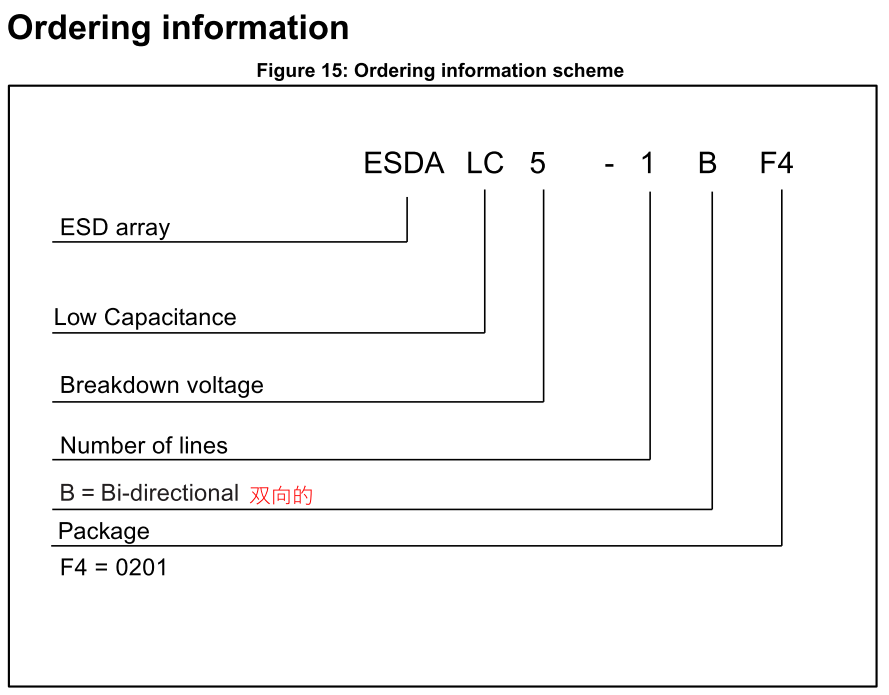 Ordering information
Figure 15: Ordering information scheme
ESDA LC 5 - 1 B F4
ESD array
Low Capacitance
Breakdown voltage
Number of lines
B = Bi-directional 双向的
Package
F4 = 0201